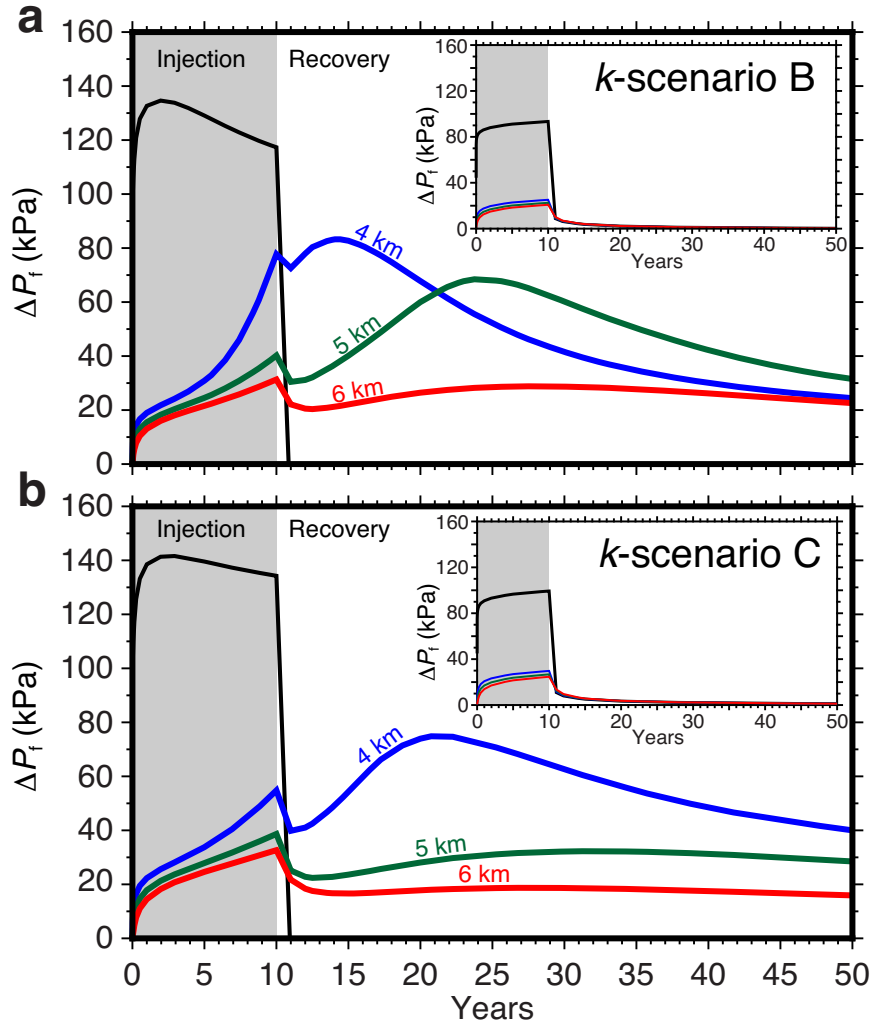 a
160
140
120
100
80
60
40
20
0
ΔPf (kPa)
Injection
Recovery
4 km
5 km
6 km
k-scenario B
160
120
80
40
0
ΔPf (kPa)
0 10 20 30 40 50
Years
b
160
140
120
100
80
60
40
20
0
ΔPf (kPa)
Injection
Recovery
4 km
5 km
6 km
k-scenario C
160
120
80
40
0
ΔPf (kPa)
0 10 20 30 40 50
Years
0 5 10 15 20 25 30 35 40 45 50
Years